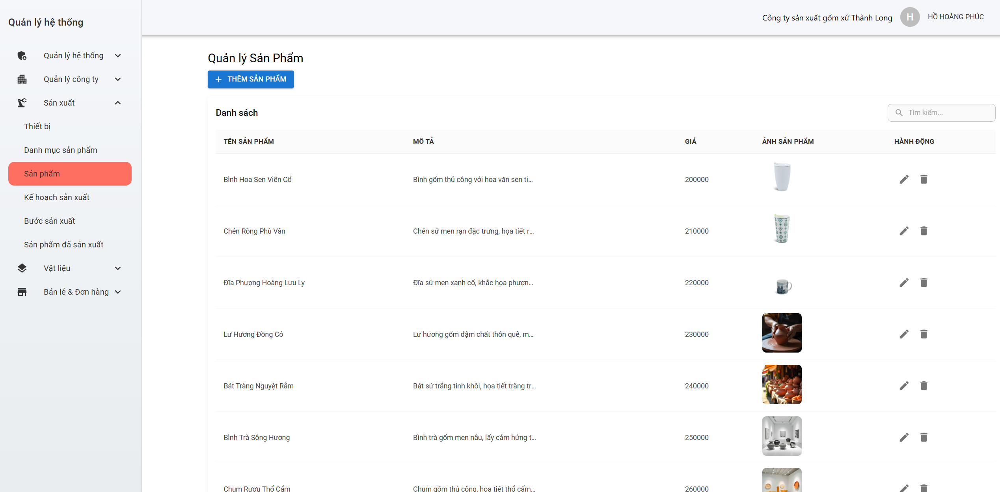 Quản lý hệ thống
Công ty sản xuất gốm xứ Thành Long
H
HỒ HOÀNG PHÚC
Quản lý hệ thống
Quản lý công ty
Sản xuất
Thiết bị
Danh mục sản phẩm
Sản phẩm
Kế hoạch sản xuất
Bước sản xuất
Sản phẩm đã sản xuất
Vật liệu
Bán lẻ & Đơn hàng
Quản lý Sản Phẩm
THÊM SẢN PHẨM
Danh sách
Tìm kiếm...
TÊN SẢN PHẨM MÔ TẢ GIÁ ẢNH SẢN PHẨM HÀNH ĐỘNG
Bình Hoa Sen Viễn Cổ Bình gốm thủ công với hoa văn sen ti... 200000
Chén Rồng Phù Vân Chén sứ men rạn đặc trưng, họa tiết r... 210000
Đĩa Phượng Hoàng Lưu Ly Đĩa sứ men xanh cổ, khắc họa phượn... 220000
Lư Hương Đồng Cỏ Lư hương gốm đậm chất thôn quê, m... 230000
Bát Tràng Nguyệt Rằm Bát sứ trắng tinh khôi, họa tiết trăng tr... 240000
Bình Trà Sông Hương Bình trà gốm men nâu, lấy cảm hứng t... 250000
Chum Rượu Thổ Cẩm Chum gốm thủ công, họa tiết thổ cẩm... 260000